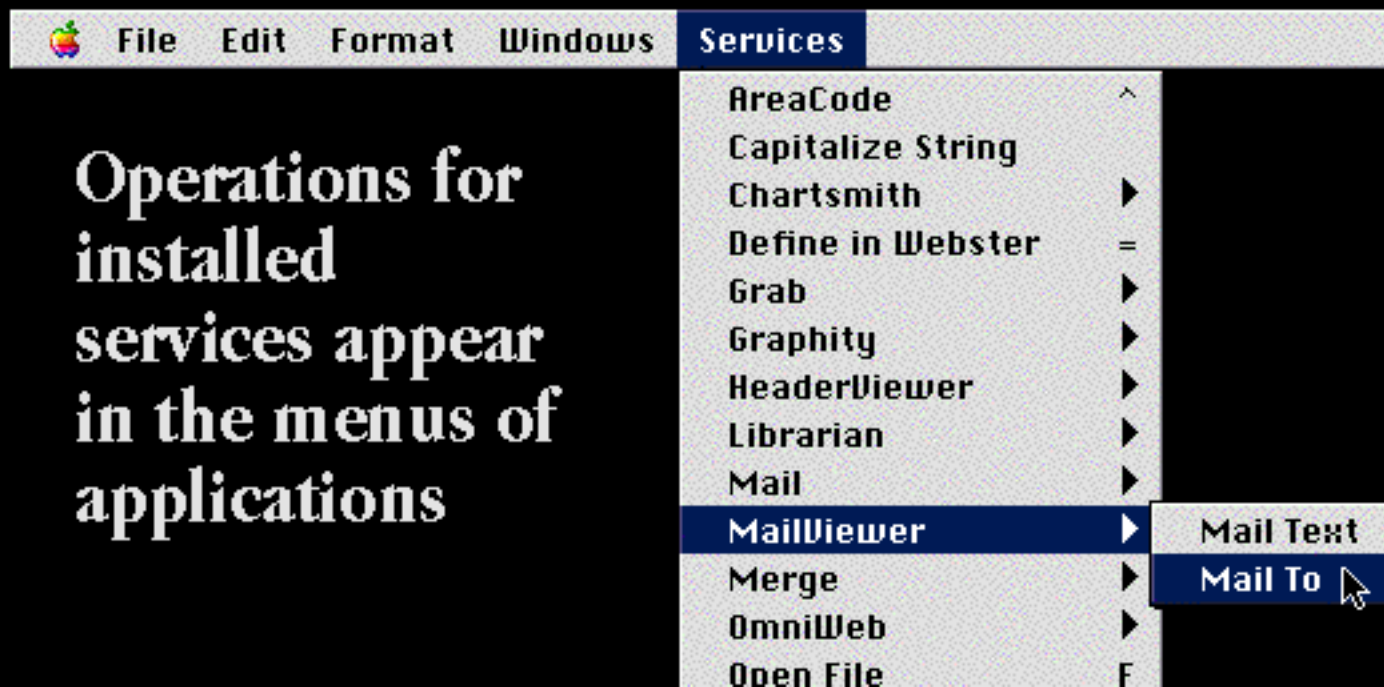 File Edit Format Windows Services
Operations for
installed
services appear
in the menus of
applications
AreaCode ^
Capitalize String
Chartsmith
Define in Webster =
Grab
Graphity
HeaderViewer
Librarian
Mail
MailViewer
Merge
OmniWeb
Open File F
Mail Text
Mail To